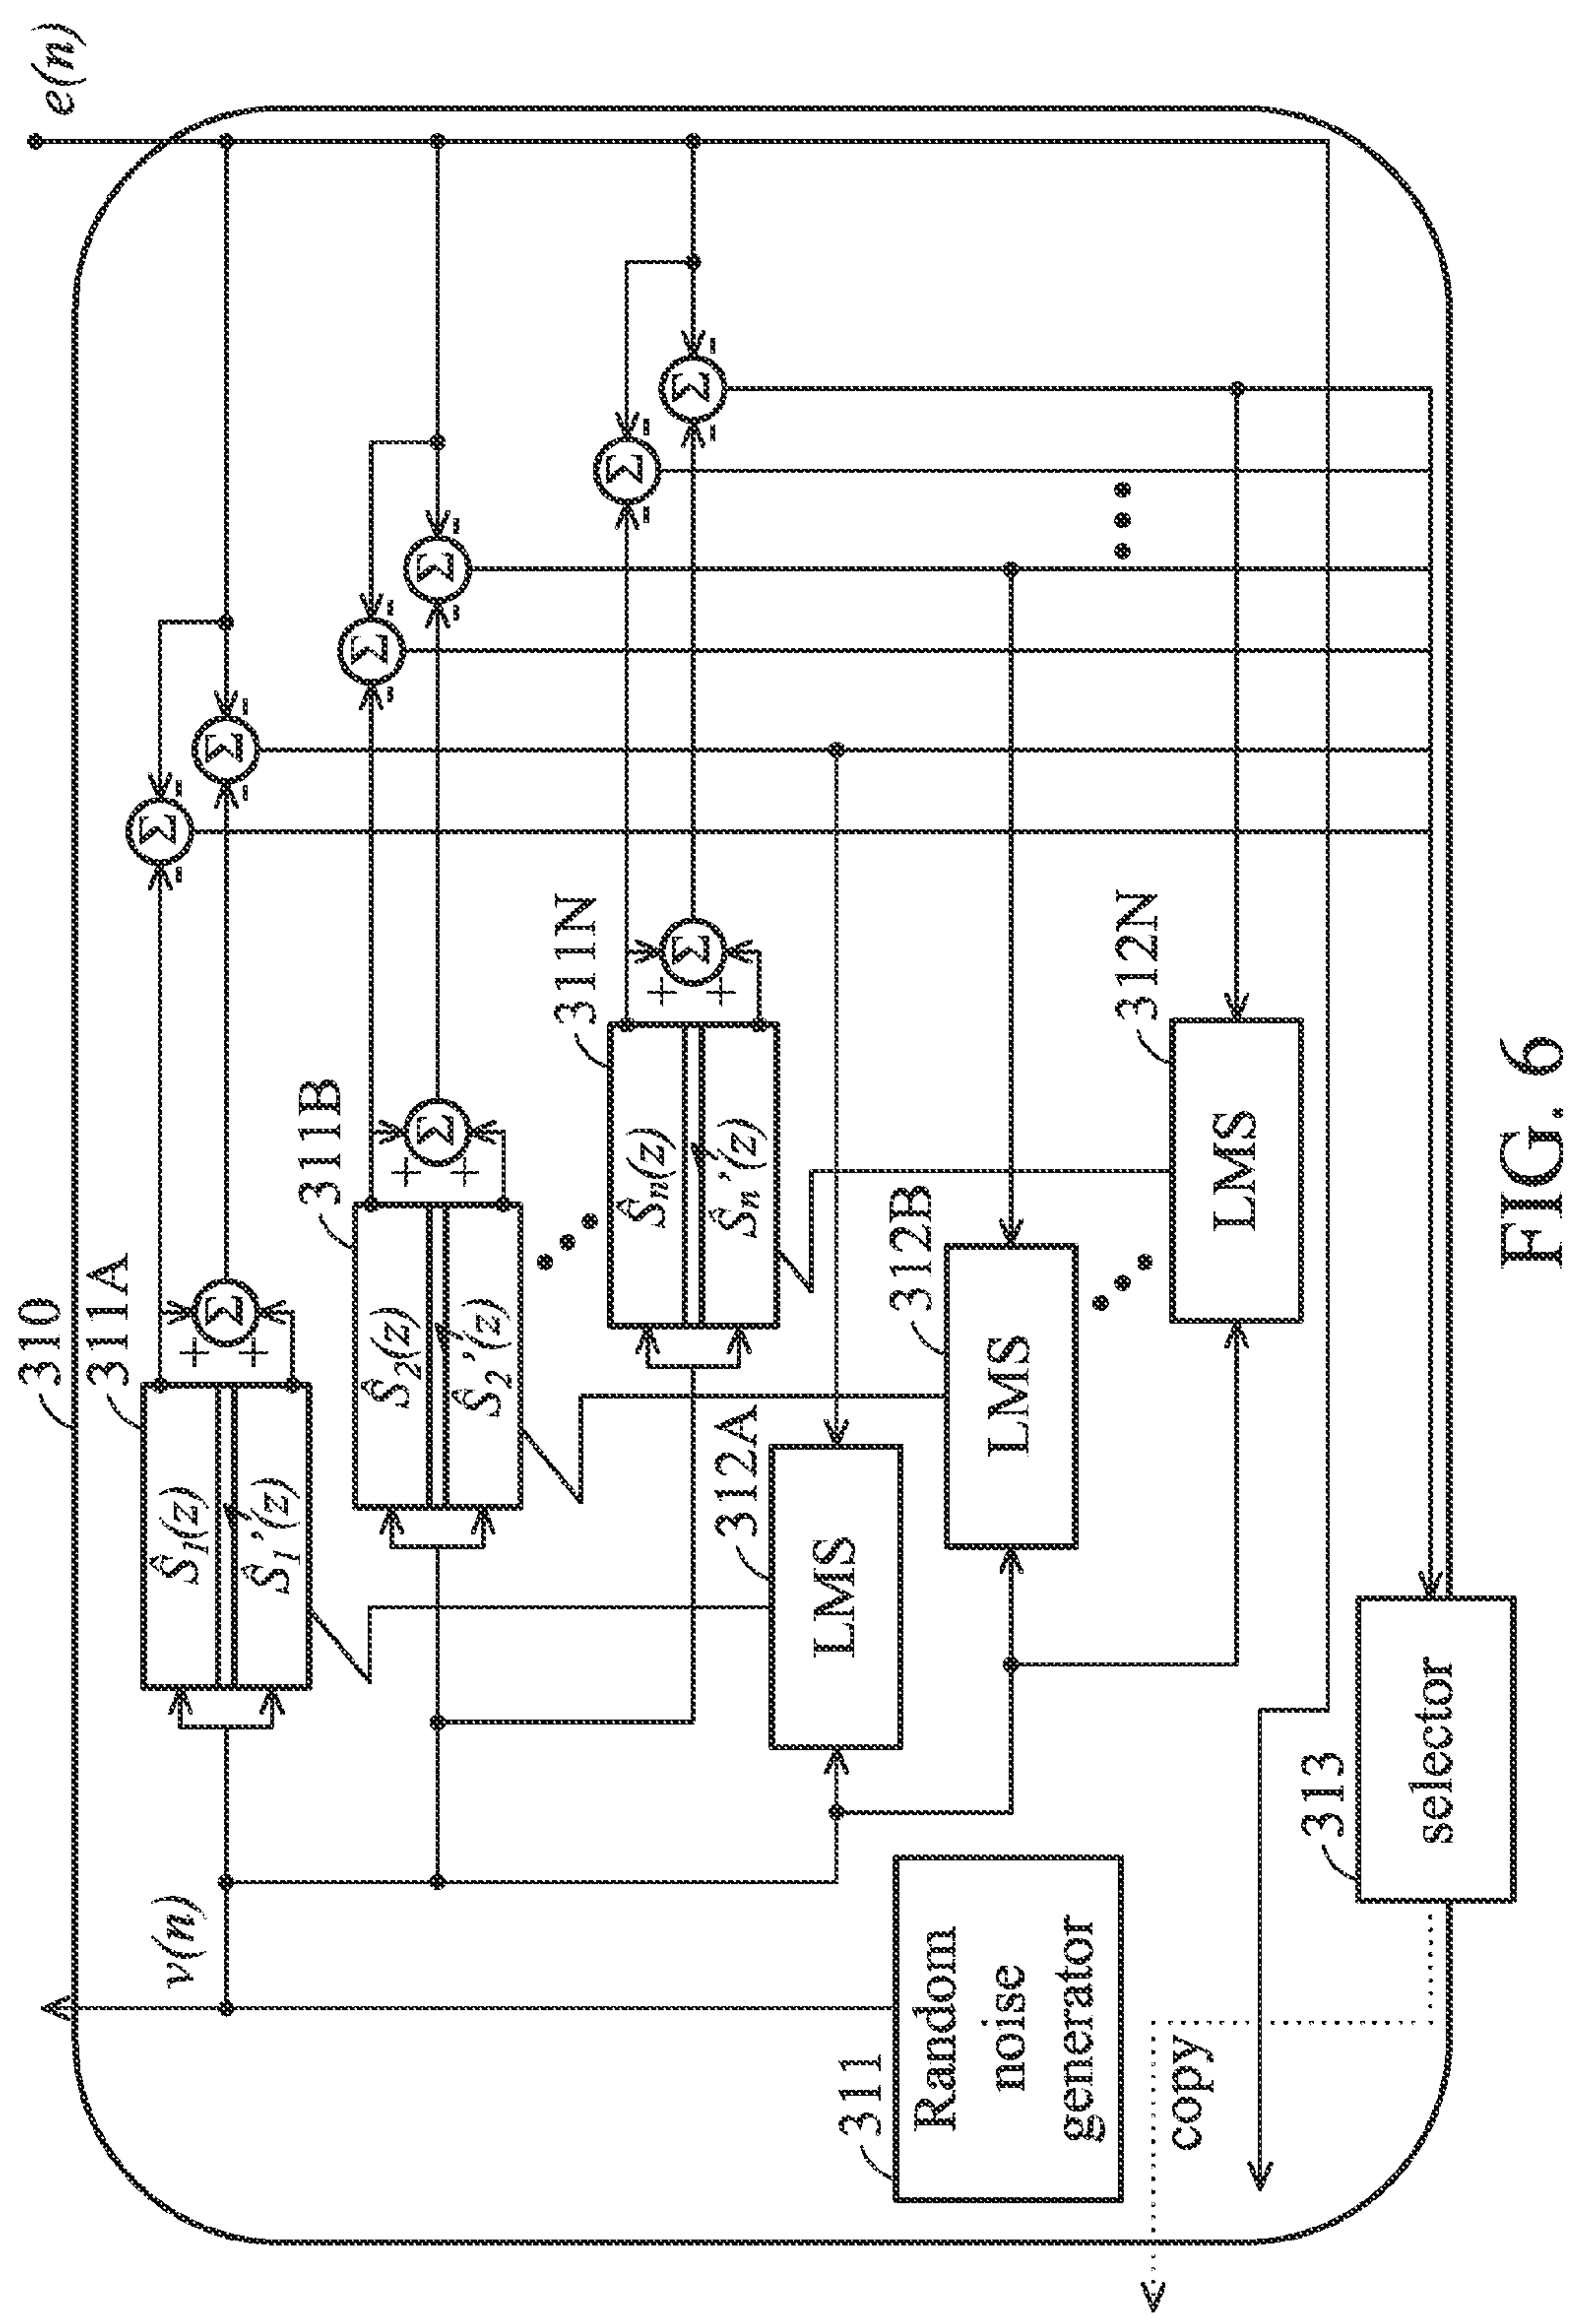 310
311A
Ŝ1(z)
Ŝ1'(z)
Σ
+
+
Σ
-
-
Σ
-
-
e(n)
v(n)
311B
Ŝ2(z)
Ŝ2'(z)
Σ
+
+
Σ
-
-
Σ
-
-
311N
Ŝn(z)
Ŝn'(z)
Σ
+
+
Σ
-
-
Σ
-
-
312A
LMS
312B
LMS
312N
LMS
311
Random
noise
generator
copy
313
selector
FIG. 6